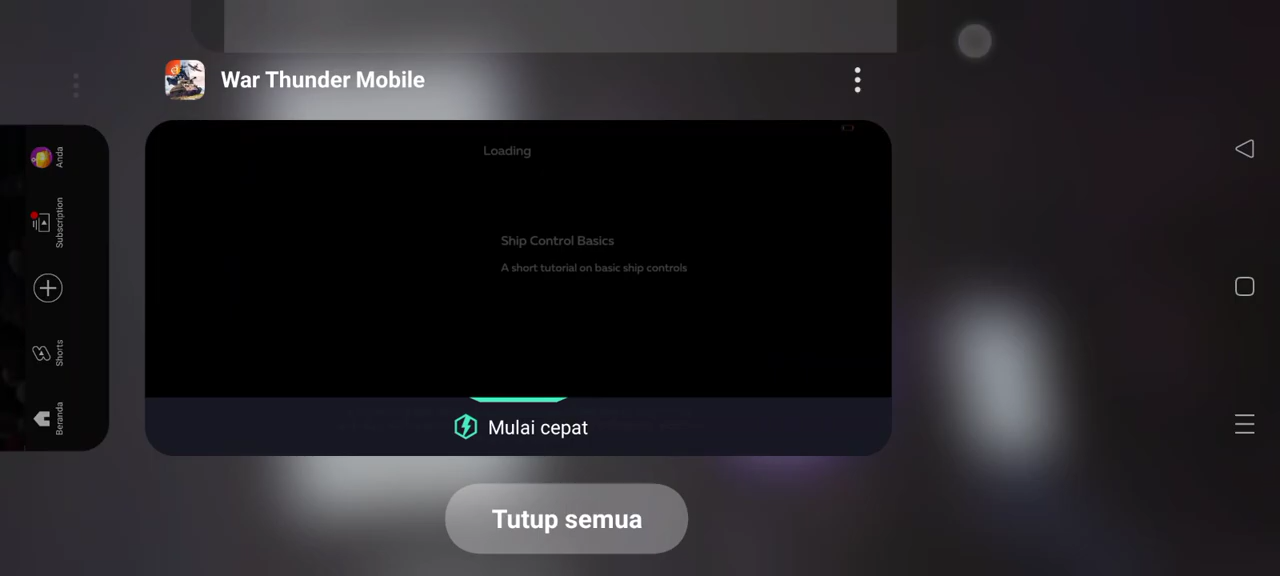 War Thunder Mobile
Loading
Ship Control Basics
A short tutorial on basic ship controls
Mulai cepat
Tutup semua
Anda
Subscription
Shorts
Beranda